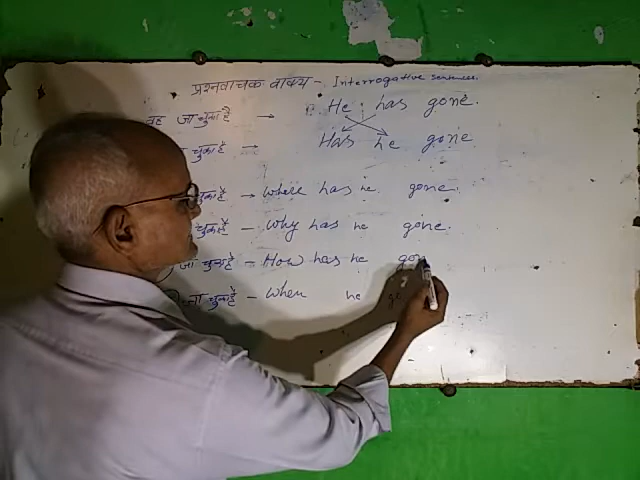 प्रश्नवाचक वाक्य - Interrogative sentences.
वह जा चुका है → He has gone.
चुका है → Has he gone
चुका है → where has he gone.
चुका है - Why has he gone.
जा चुका है - How has he gon
जा चुका है - When he